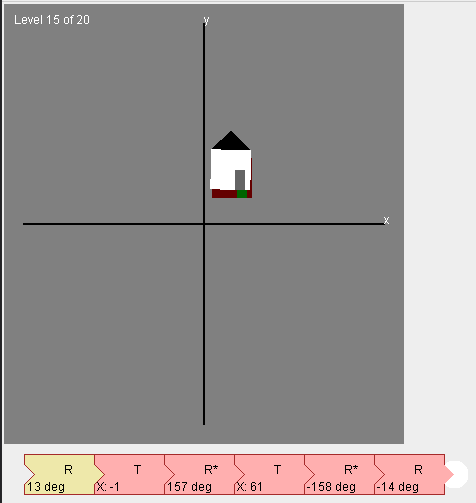 Level 15 of 20
y
x
R T R* T R* R
13 deg X: -1 157 deg X: 61 -158 deg -14 deg